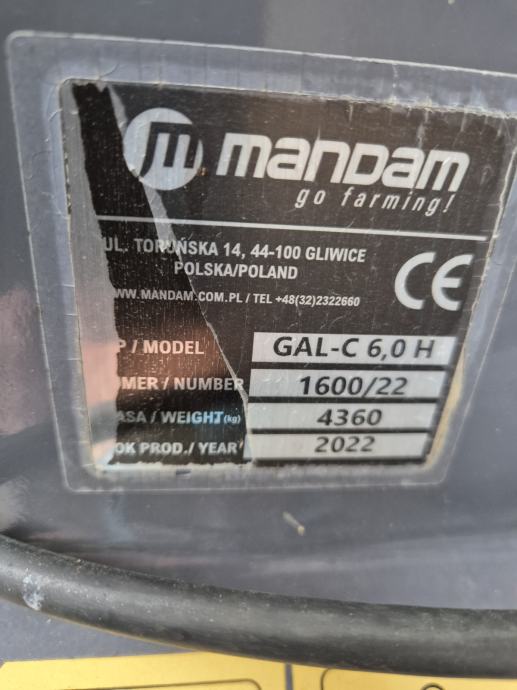 m manDam
go farming!
UL. TORUŃSKA 14, 44-100 GLIWICE
POLSKA/POLAND
WWW.MANDAM.COM.PL / TEL +48(32)2322660
CE
P / MODEL GAL-C 6,0 H
UMER / NUMBER 1600/22
ASA / WEIGHT (kg) 4360
OK PROD./ YEAR 2022